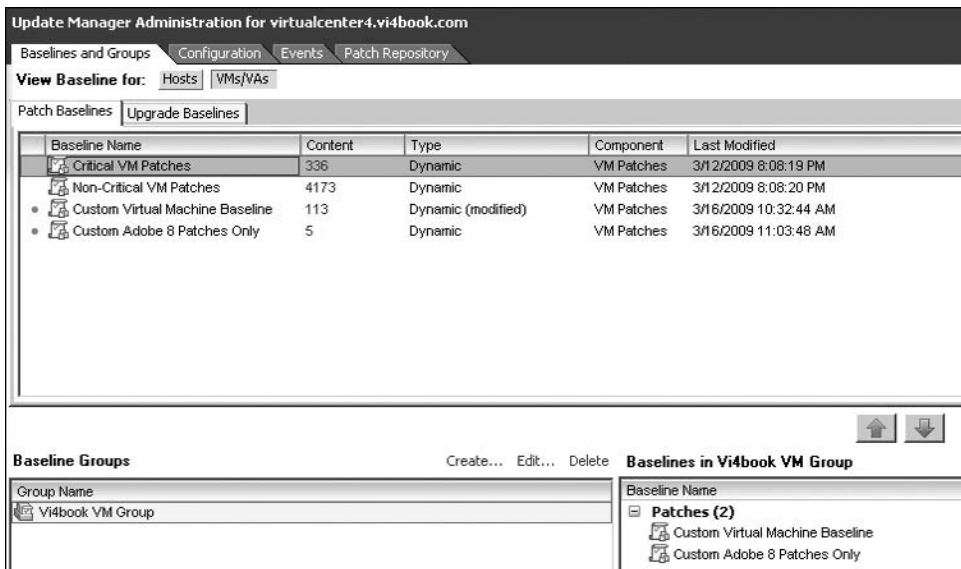 Update Manager Administration for virtualcenter4.vi4book.com
Baselines and Groups Configuration Events Patch Repository
View Baseline for: Hosts VMs/VAs
Patch Baselines Upgrade Baselines
Baseline Name Content Type Component Last Modified
Critical VM Patches 336 Dynamic VM Patches 3/12/2009 8:08:19 PM
Non-Critical VM Patches 4173 Dynamic VM Patches 3/12/2009 8:08:20 PM
Custom Virtual Machine Baseline 113 Dynamic (modified) VM Patches 3/16/2009 10:32:44 AM
Custom Adobe 8 Patches Only 5 Dynamic VM Patches 3/16/2009 11:03:48 AM
Baseline Groups Create... Edit... Delete Baselines in Vi4book VM Group
Group Name Baseline Name
Vi4book VM Group Patches (2)
Custom Virtual Machine Baseline
Custom Adobe 8 Patches Only